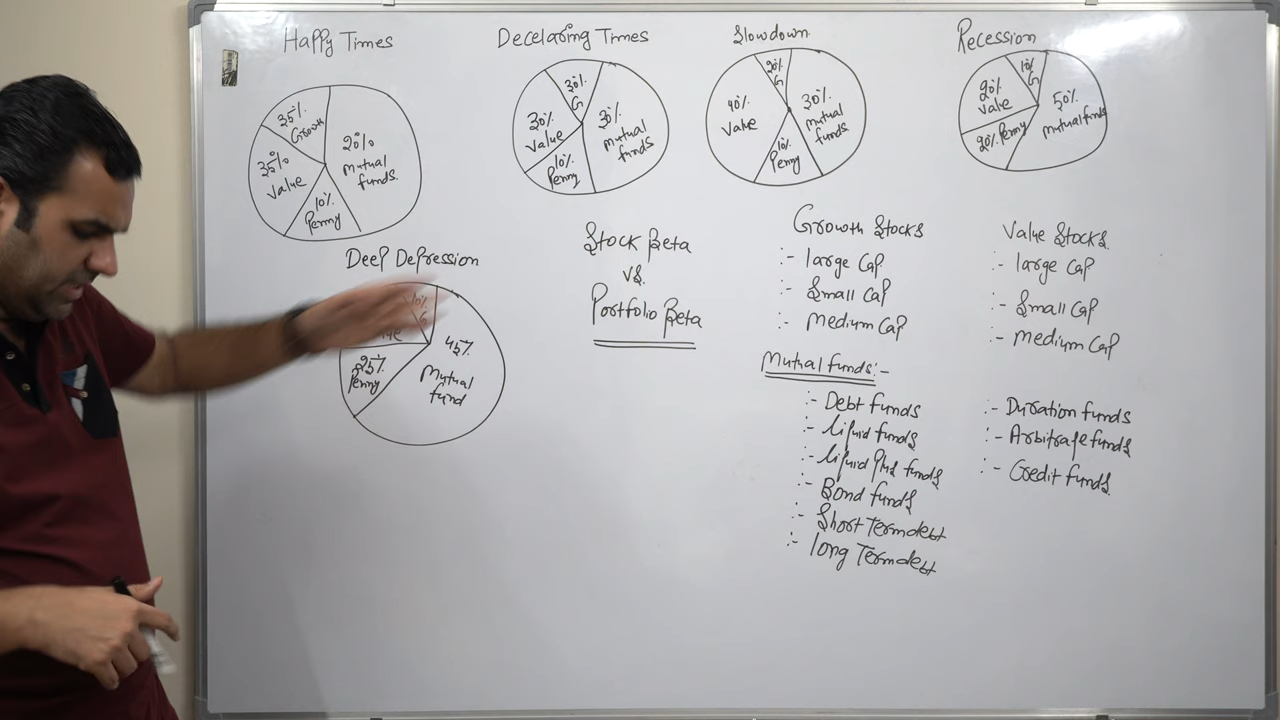 Happy Times
35%
Growth
20%
Mutual
funds
35%
Value
10%
Penny
Decelaring Times
30%
G
30%
Value
30%
Mutual
funds
10%
Penny
Slowdown
20%
G
40%
Value
30%
Mutual
funds
10%
Penny
Recession
10%
G
20%
Value
50%
Mutual funds
20% Penny
Deep Depression
10%
G
45%
Mutual
fund
25%
Penny
Stock Beta
VS.
Portfolio Beta
Growth Stocks
:- large Cap
:- Small Cap
:- Medium Cap
Value Stocks.
:- large Cap
:- Small Cap
:- Medium Cap
Mutual funds:-
:- Debt funds
:- liquid funds
:- liquid Plus funds
:- Bond funds
:- Short Term debt
:- long Term debt
:- Duration funds
:- Arbitrage funds
:- Credit funds.